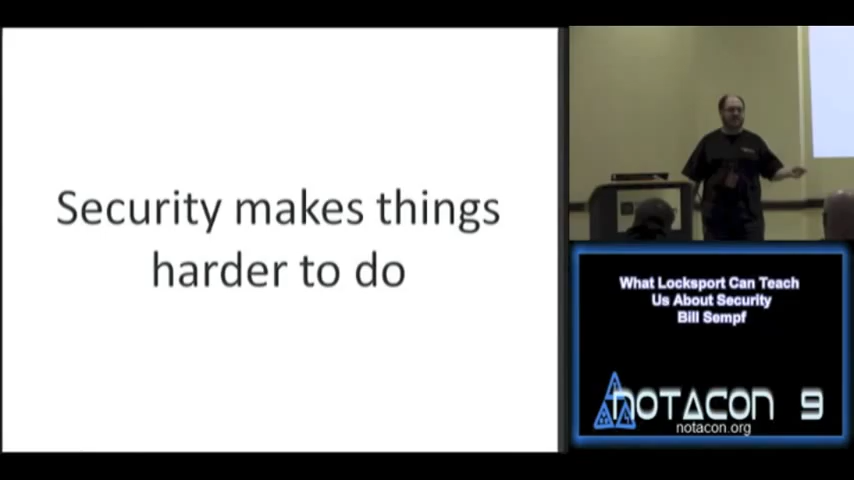 Security makes things
harder to do
What Locksport Can Teach
Us About Security
Bill Sempf
NOTACON 9
notacon.org